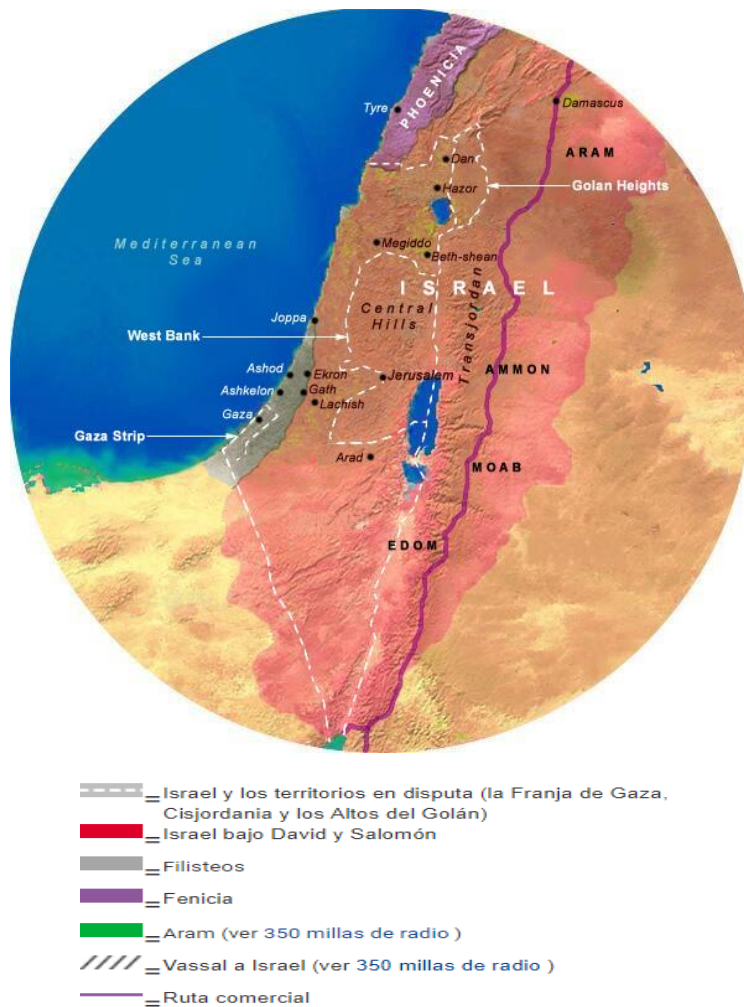 PHOENICIA
Tyre
Damascus
ARAM
Dan
Hazor
Golan Heights
Mediterranean
Sea
Megiddo
Beth-shean
ISRAEL
Central
Hills
Transjordan
Joppa
West Bank
Ashod
Ekron
Jerusalem
AMMON
Ashkelon
Gath
Lachish
Gaza
Gaza Strip
Arad
MOAB
EDOM
= Israel y los territorios en disputa (la Franja de Gaza,
Cisjordania y los Altos del Golán)
= Israel bajo David y Salomón
= Filisteos
= Fenicia
= Aram (ver 350 millas de radio )
= Vassal a Israel (ver 350 millas de radio )
= Ruta comercial